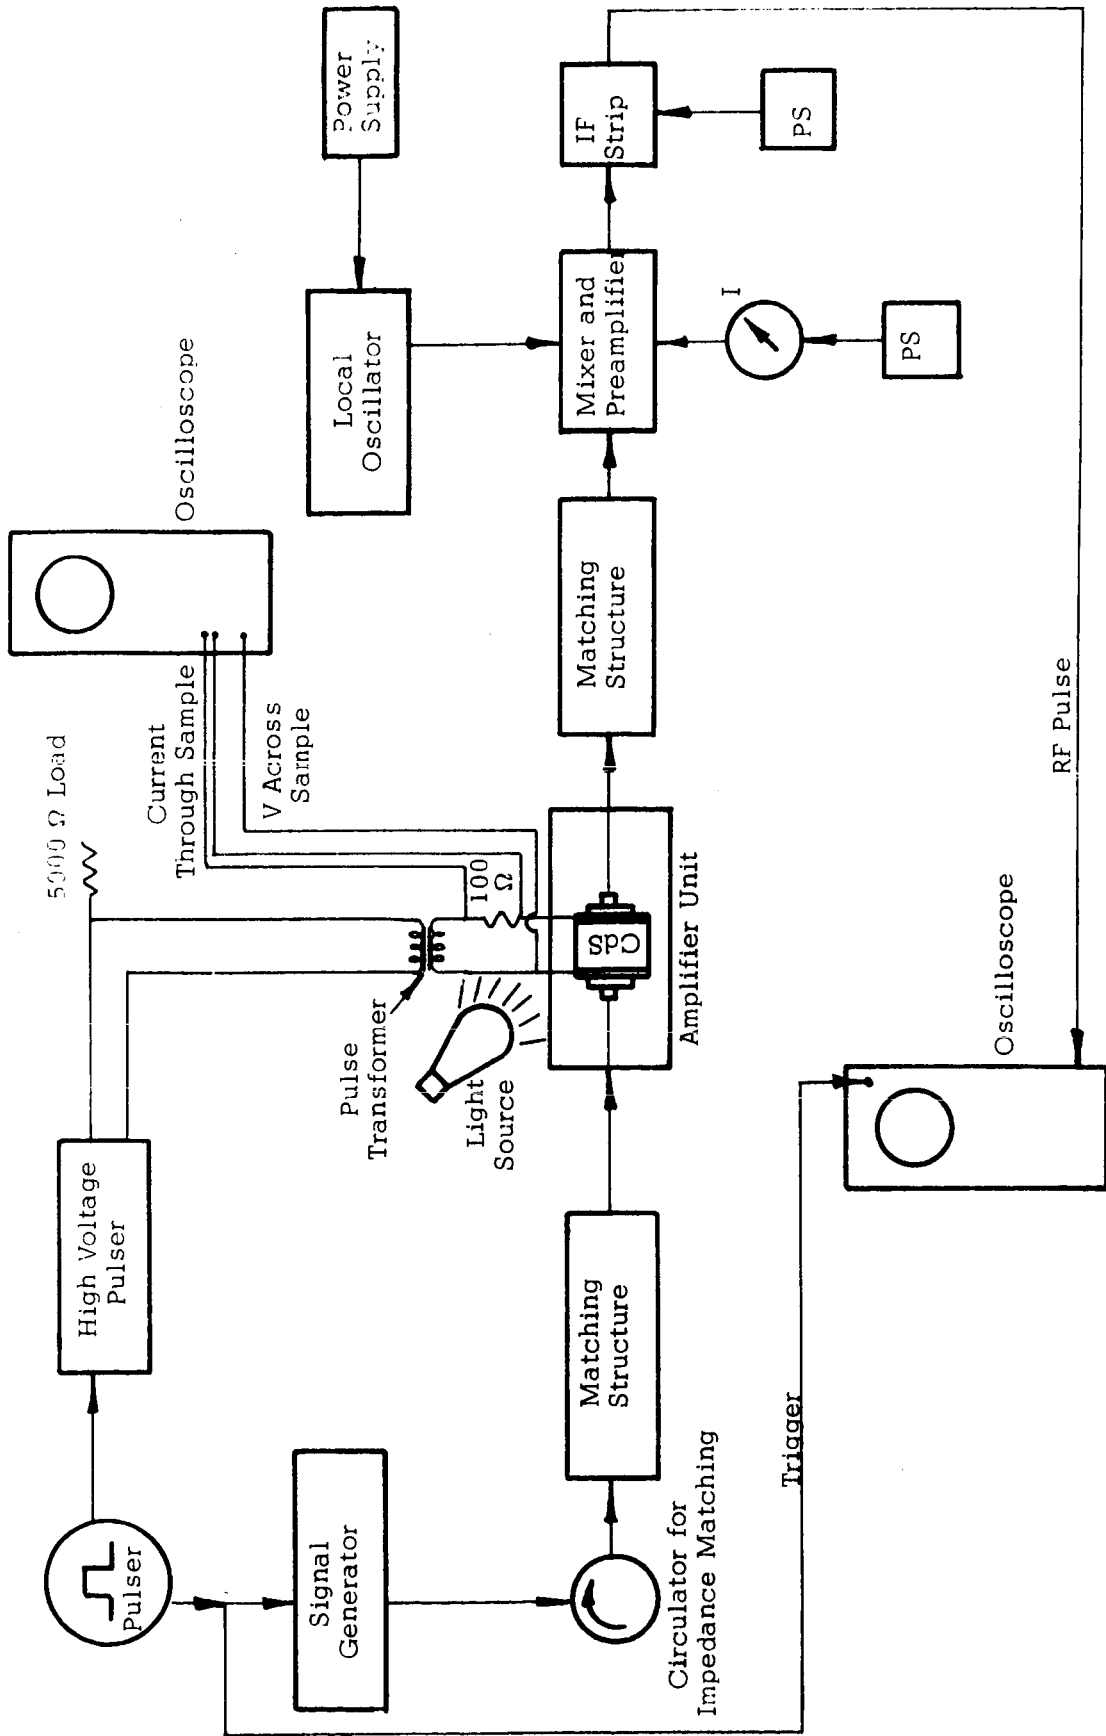 Pulser
High Voltage
Pulser
5000 Ω Load
Oscilloscope
Current
Through Sample
V Across
Sample
Power
Supply
Local
Oscillator
Signal
Generator
Pulse
Transformer
Light
Source
100
Ω
CdS
Amplifier Unit
Circulator for
Impedance Matching
Matching
Structure
Matching
Structure
Mixer and
Preamplifier
IF
Strip
I
PS
PS
Trigger
Oscilloscope
RF Pulse